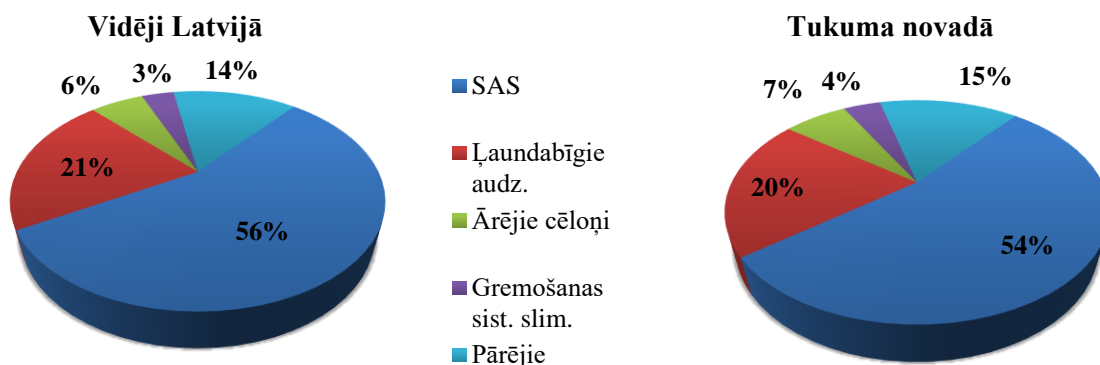 Vidēji Latvijā
6%
3%
14%
21%
56%
SAS
Ļaundabīgie
audz.
Ārējie cēloņi
Gremošanas
sist. slim.
Pārējie
Tukuma novadā
7%
4%
15%
20%
54%